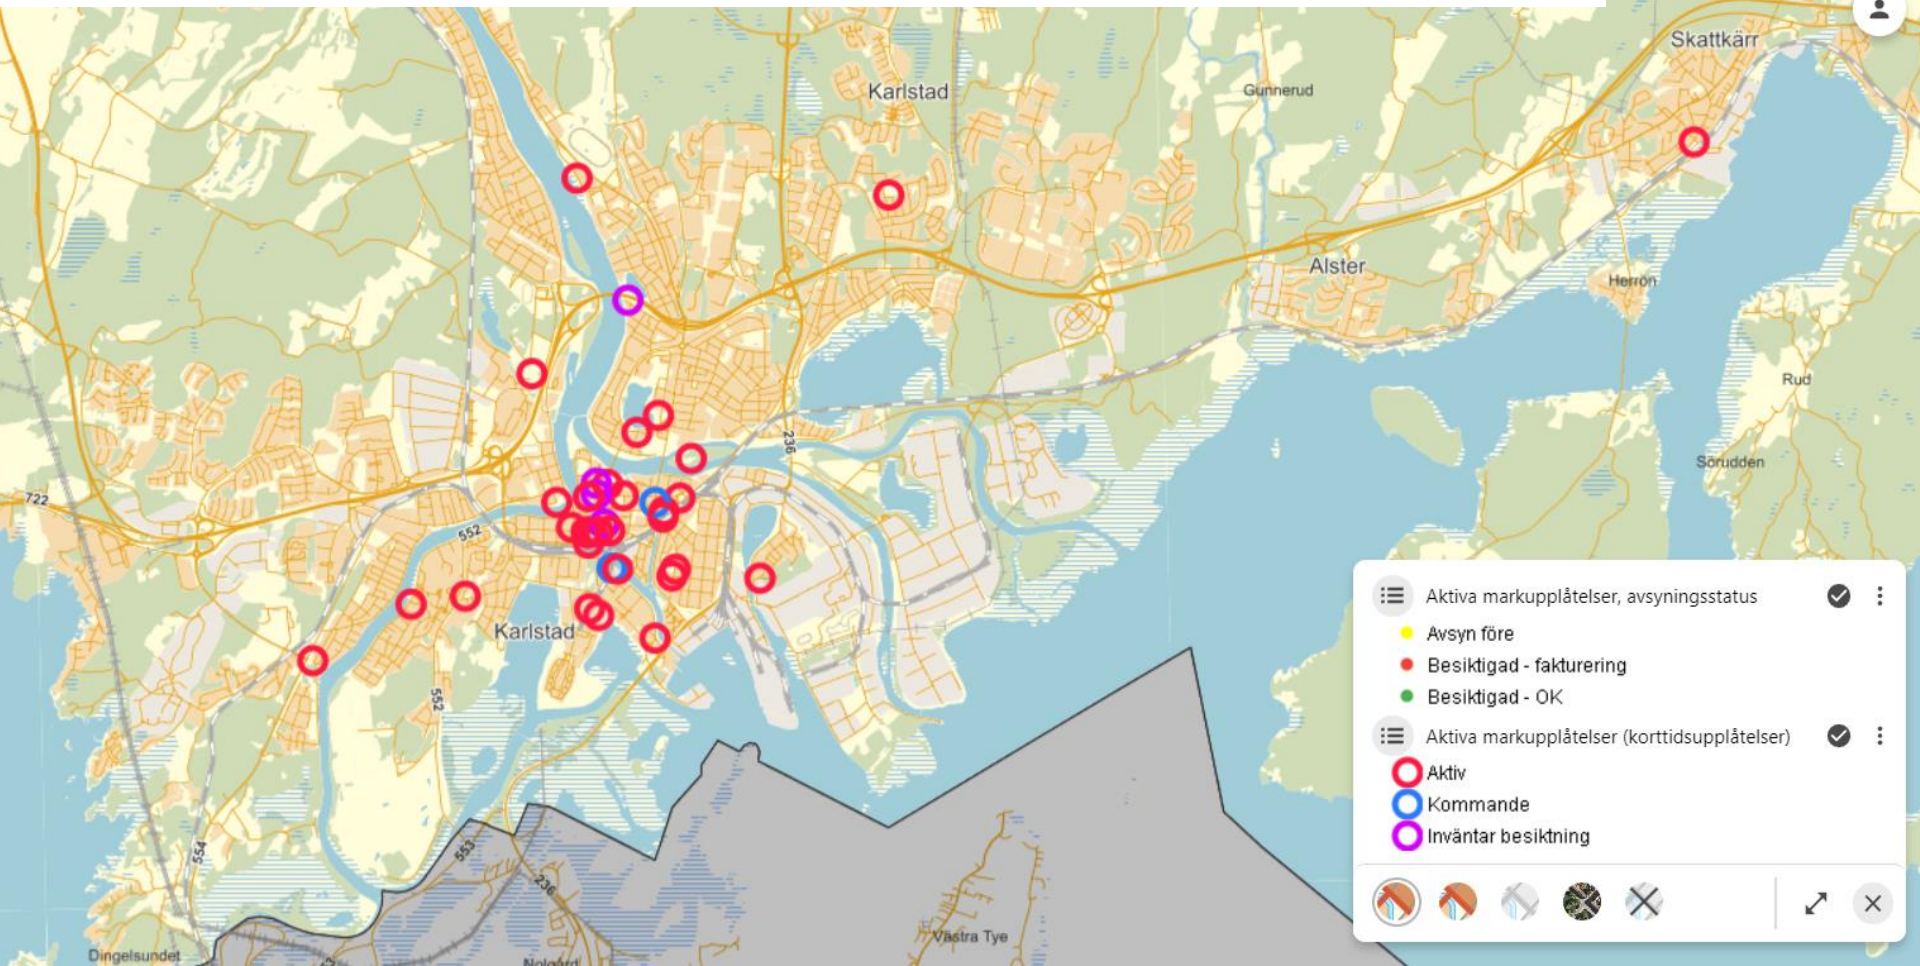 Skattkärr
Karlstad
Gunnerud
Alster
Herrön
Rud
236
Sörudden
722
552
Karlstad
552
554
553
236
Västra Tye
Dingelsundet
Nolgård
Aktiva markupplåtelser, avsyningsstatus
Avsyn före
Besiktigad - fakturering
Besiktigad - OK
Aktiva markupplåtelser (korttidsupplåtelser)
Aktiv
Kommande
Inväntar besiktning